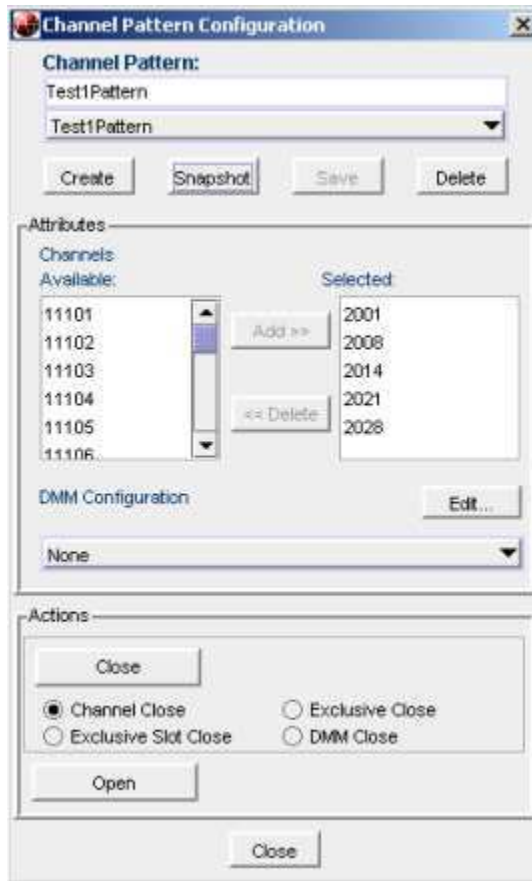 Channel Pattern Configuration
Channel Pattern:
Test1Pattern
Test1Pattern
Create Snapshot Save Delete
Attributes
Channels
Available: Selected:
11101
11102
11103
11104
11105
11106
Add >>
<< Delete
2001
2008
2014
2021
2028
DMM Configuration Edit...
None
Actions
Close
Channel Close Exclusive Close
Exclusive Slot Close DMM Close
Open
Close